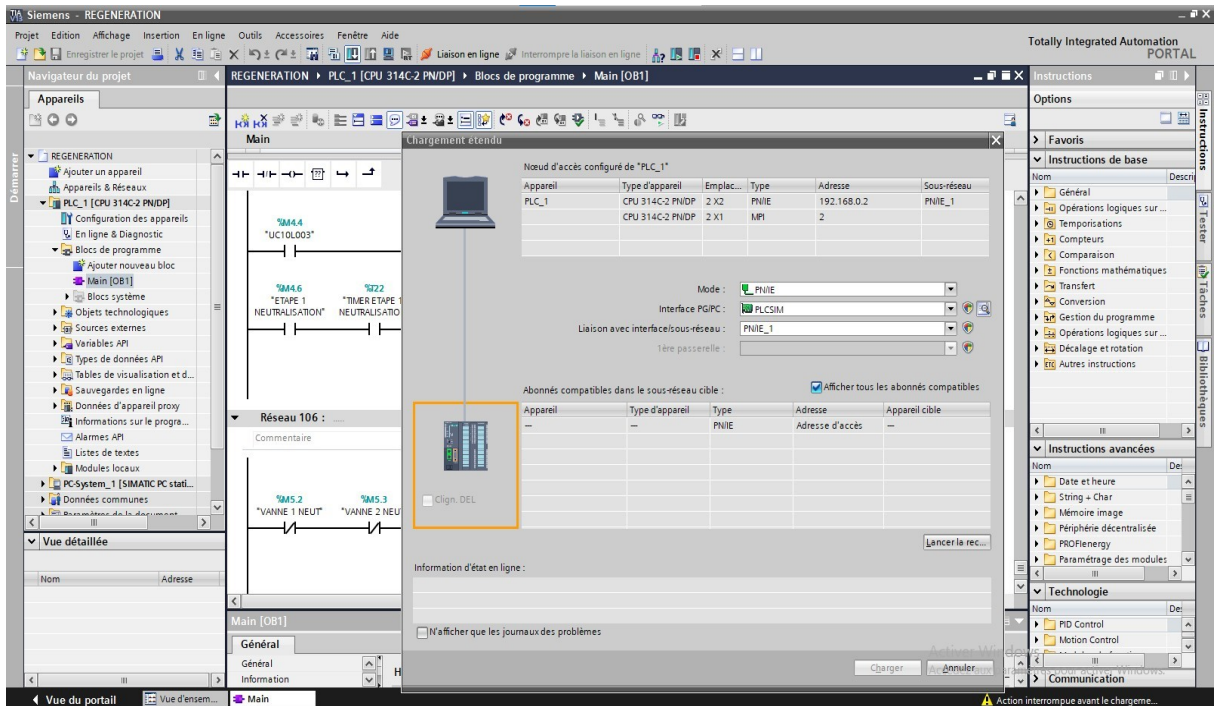 Siemens - REGENERATION
Projet Edition Affichage Insertion En ligne Outils Accessoires Fenêtre Aide
Enregistrer le projet
Liaison en ligne
Interrompre la liaison en ligne
Totally Integrated Automation
PORTAL
Navigateur du projet
REGENERATION PLC_1 [CPU 314C-2 PN/DP] Blocs de programme Main [OB1]
Instructions
Appareils
Options
Démarrer
REGENERATION
Ajouter un appareil
Appareils & Réseaux
PLC_1 [CPU 314C-2 PN/DP]
Configuration des appareils
En ligne & Diagnostic
Blocs de programme
Ajouter nouveau bloc
Main [OB1]
Blocs système
Objets technologiques
Sources externes
Variables API
Types de données API
Tables de visualisation et d...
Sauvegardes en ligne
Données d'appareil proxy
Informations sur le progra...
Alarmes API
Listes de textes
Modules locaux
PC-System_1 [SIMATIC PC stati...
Données communes
Vue détaillée
Nom Adresse
Main
%M4.4
"UC10L003"
%M4.6 %T22
"ETAPE 1 "TIMER ETAPE 1
NEUTRALISATION" NEUTRALISATIO
Réseau 106 : ....
Commentaire
%M5.2 %M5.3
"VANNE 1 NEUT" "VANNE 2 NEU
Main [OB1]
Général
Général
Information
Chargement étendu
Nœud d'accès configuré de "PLC_1"
Appareil Type d'appareil Emplac... Type Adresse Sous-réseau
PLC_1 CPU 314C-2 PN/DP 2 X2 PN/IE 192.168.0.2 PN/IE_1
CPU 314C-2 PN/DP 2 X1 MPI 2
Mode : PN/IE
Interface PG/PC : PLCSIM
Liaison avec interface/sous-réseau : PN/IE_1
1ère passerelle :
Abonnés compatibles dans le sous-réseau cible :
Afficher tous les abonnés compatibles
Appareil Type d'appareil Type Adresse Appareil cible
— — PN/IE Adresse d'accès —
Clign. DEL
Lancer la rec...
Information d'état en ligne :
N'afficher que les journaux des problèmes
Charger Annuler
Favoris
Instructions de base
Nom Descri
Général
Opérations logiques sur ...
Temporisations
Compteurs
Comparaison
Fonctions mathématiques
Transfert
Conversion
Gestion du programme
Opérations logiques sur ...
Décalage et rotation
Autres instructions
Instructions avancées
Nom De
Date et heure
String + Char
Mémoire image
Périphérie décentralisée
PROFIenergy
Paramétrage des modules
Technologie
Nom De
PID Control
Motion Control
Communication
Instructions
Tester
Tâches
Bibliothèques
Vue du portail
Vue d'ensem...
Main
Action interrompue avant le chargeme...